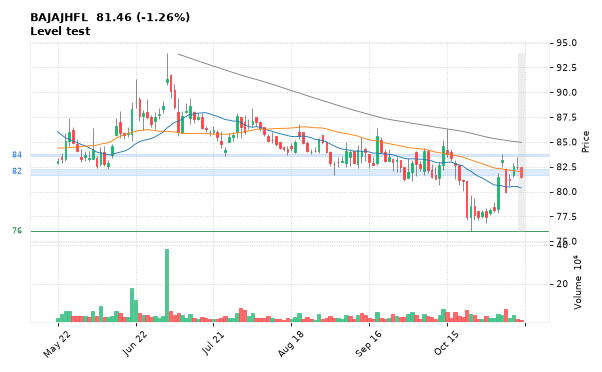 BAJAJHFL 81.46 (-1.26%)
Level test
95.0
92.5
90.0
87.5
85.0
82.5
80.0
77.5
75.0
Price
84
82
76
40
20
Volume 10⁶
May 22
Jun 22
Jul 21
Aug 18
Sep 16
Oct 15